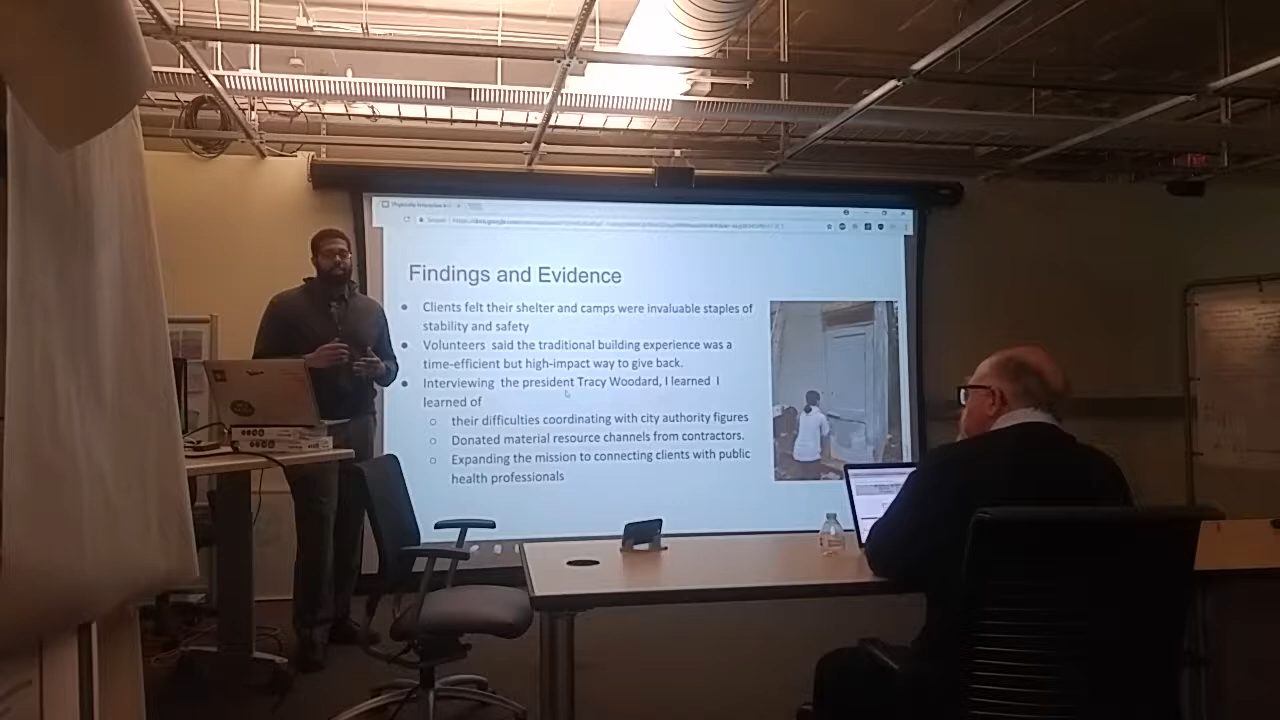 Findings and Evidence
Clients felt their shelter and camps were invaluable staples of
stability and safety
Volunteers said the traditional building experience was a
time-efficient but high-impact way to give back.
Interviewing the president Tracy Woodard, I learned I
learned of
their difficulties coordinating with city authority figures
Donated material resource channels from contractors.
Expanding the mission to connecting clients with public
health professionals